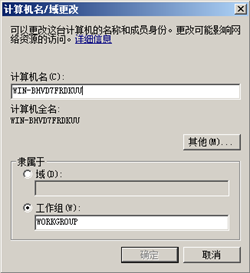 计算机名/域更改
可以更改这台计算机的名称和成员身份。更改可能影响网
络资源的访问。详细信息
计算机名(C):
WIN-BHVD7FRDKUU
计算机全名:
WIN-BHVD7FRDKUU
其他(M)...
隶属于
域(D):
工作组(W):
WORKGROUP
确定
取消